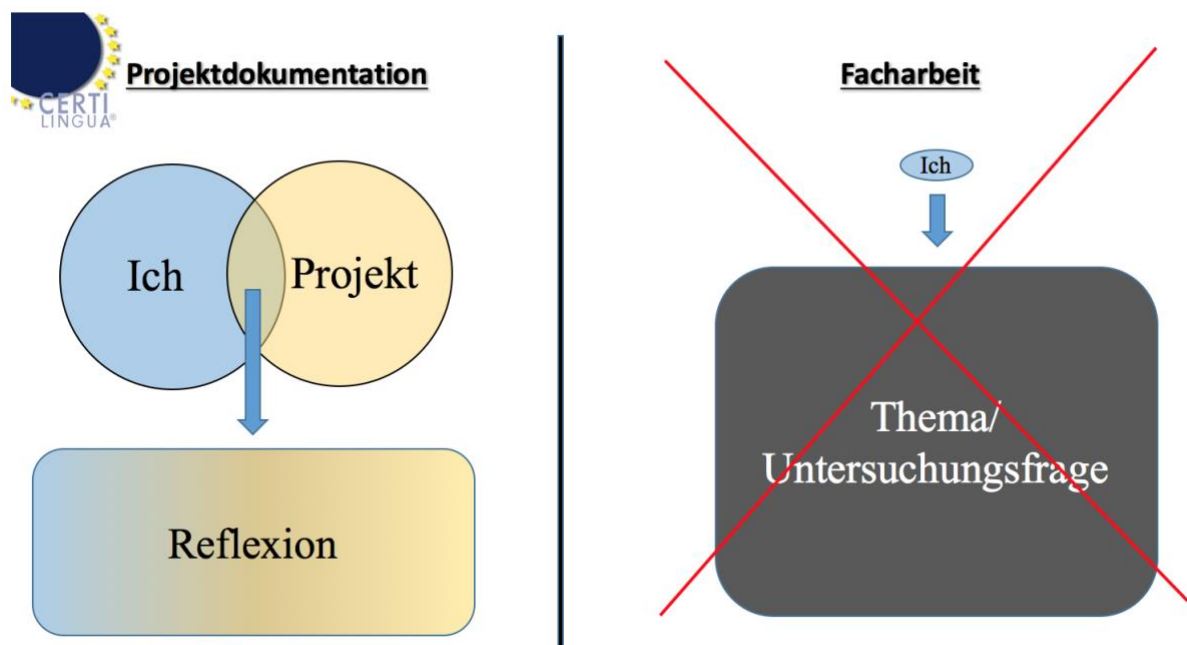 CERTI
LINGUA®
Projektdokumentation
Ich
Projekt
Reflexion
Facharbeit
Ich
Thema/
Untersuchungsfrage